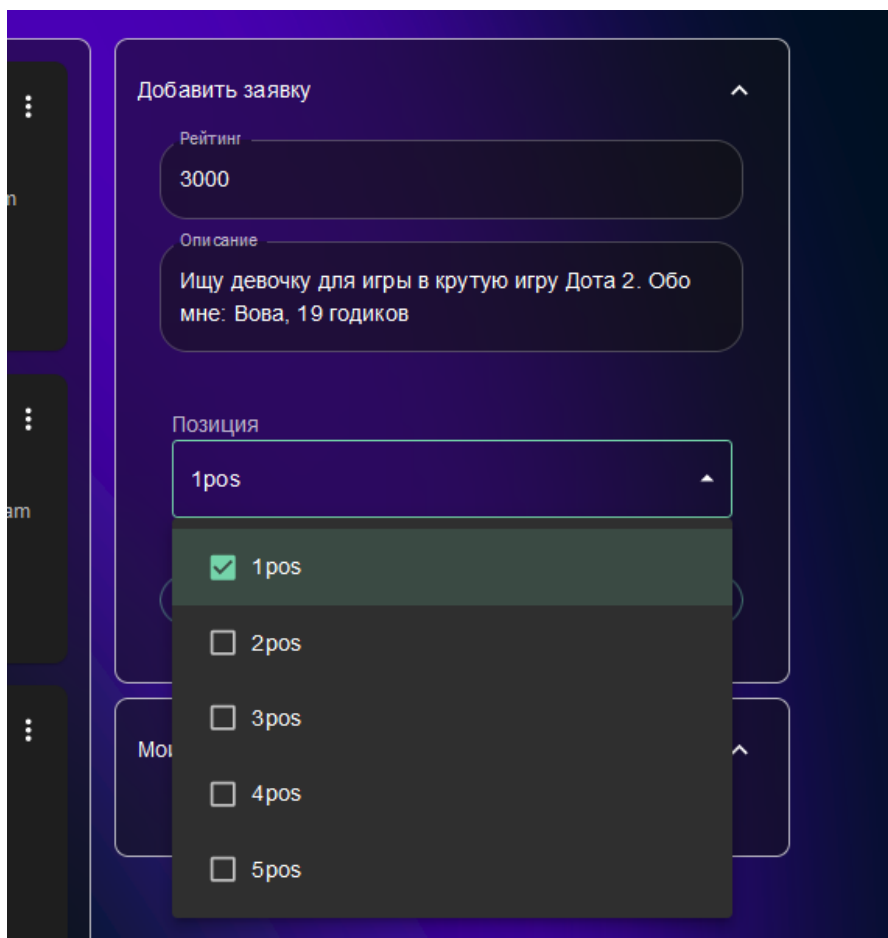 Добавить заявку
Рейтинг
3000
Описание
Ищу девочку для игры в крутую игру Дота 2. Обо
мне: Вова, 19 годиков
Позиция
am
1pos
1pos
2pos
3pos
4pos
5pos